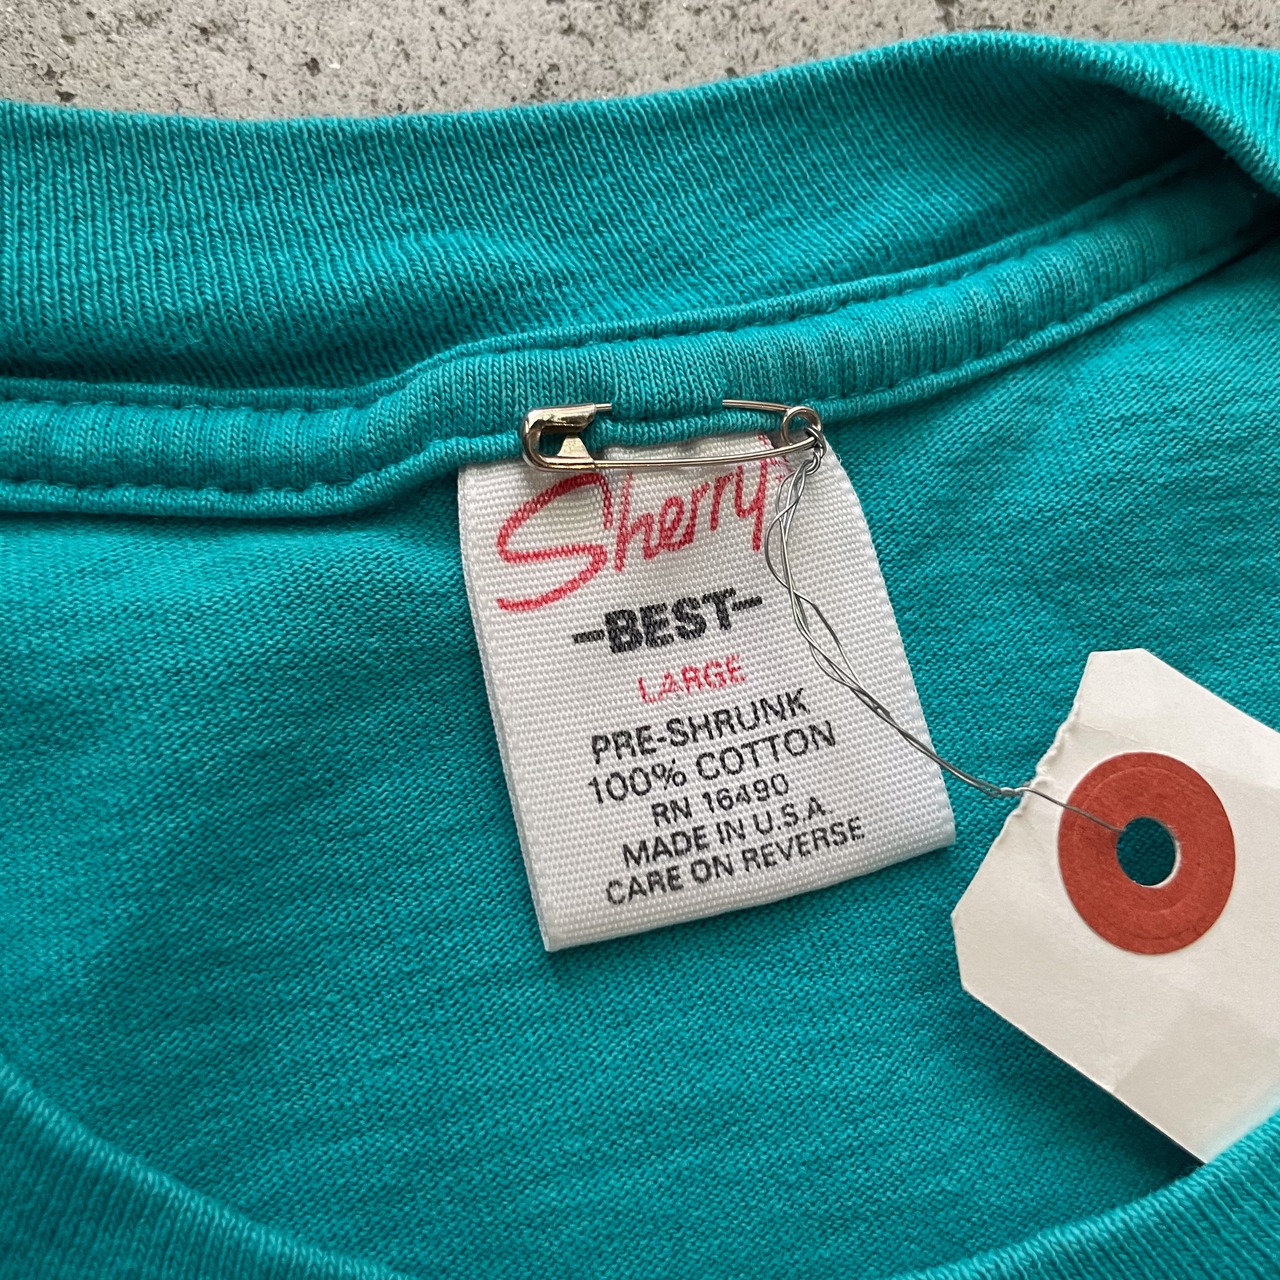 Sherry's
-BEST-
LARGE
PRE-SHRUNK
100% COTTON
RN 16490
MADE IN U.S.A.
CARE ON REVERSE